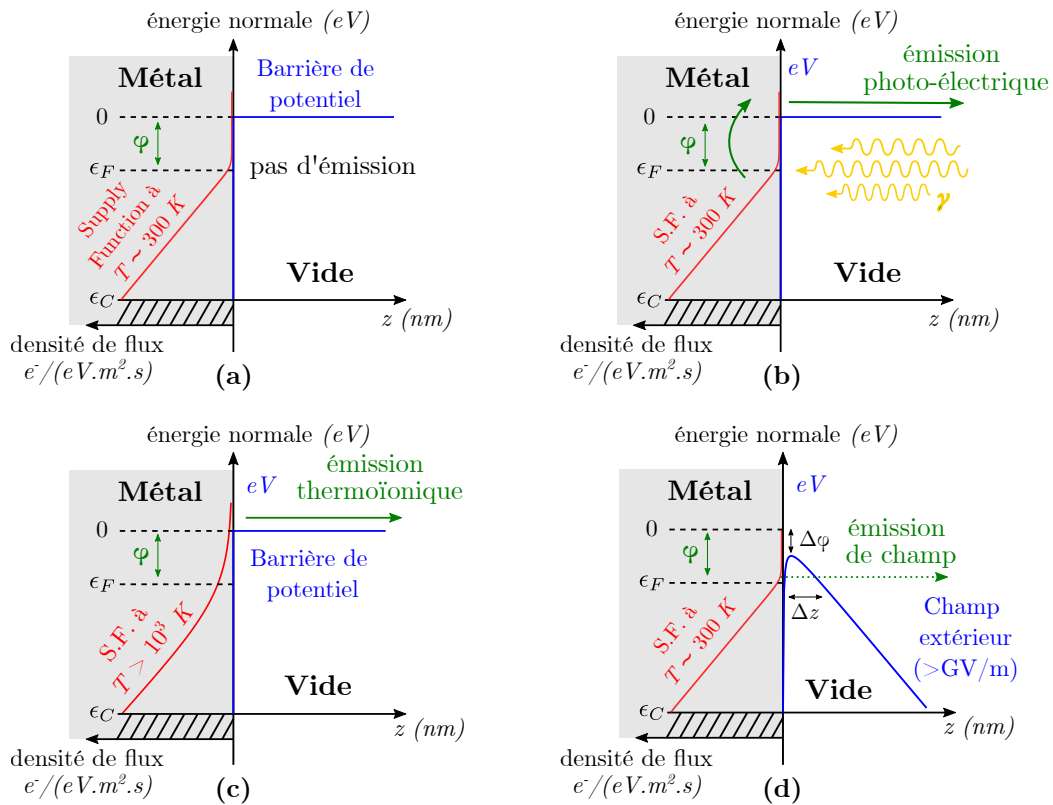 énergie normale (eV)
Métal
Barrière de
potentiel
0
φ
pas d'émission
ϵF
Supply
Function à
T ~ 300 K
Vide
ϵC
z (nm)
densité de flux
e⁻/(eV.m².s)
(a)
énergie normale (eV)
Métal
eV
émission
photo-électrique
0
φ
ϵF
S.F. à
T ~ 300 K
γ
Vide
ϵC
z (nm)
densité de flux
e⁻/(eV.m².s)
(b)
énergie normale (eV)
Métal
eV
émission
thermoïonique
0
φ
Barrière de
potentiel
ϵF
S.F. à
T > 10³ K
Vide
ϵC
z (nm)
densité de flux
e⁻/(eV.m².s)
(c)
énergie normale (eV)
Métal
eV
0
Δφ
φ
émission
de champ
ϵF
Δz
S.F. à
T ~ 300 K
Champ
extérieur
(>GV/m)
Vide
ϵC
z (nm)
densité de flux
e⁻/(eV.m².s)
(d)